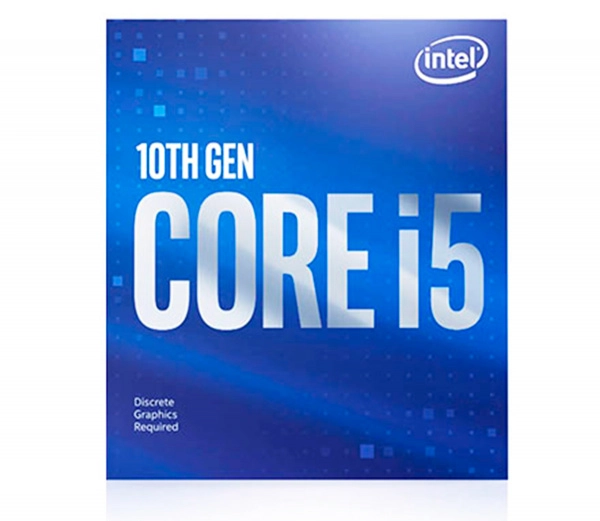 intel
10TH GEN
CORE i5
Discrete
Graphics
Required